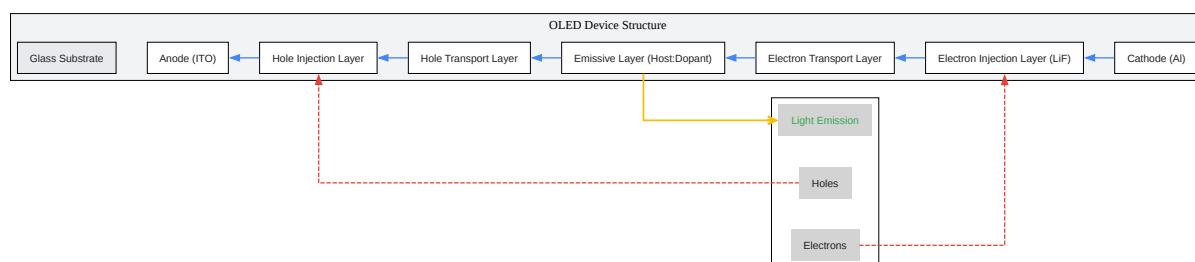 OLED Device Structure
Glass Substrate
Anode (ITO)
Hole Injection Layer
Hole Transport Layer
Emissive Layer (Host:Dopant)
Electron Transport Layer
Electron Injection Layer (LiF)
Cathode (Al)
Light Emission
Holes
Electrons